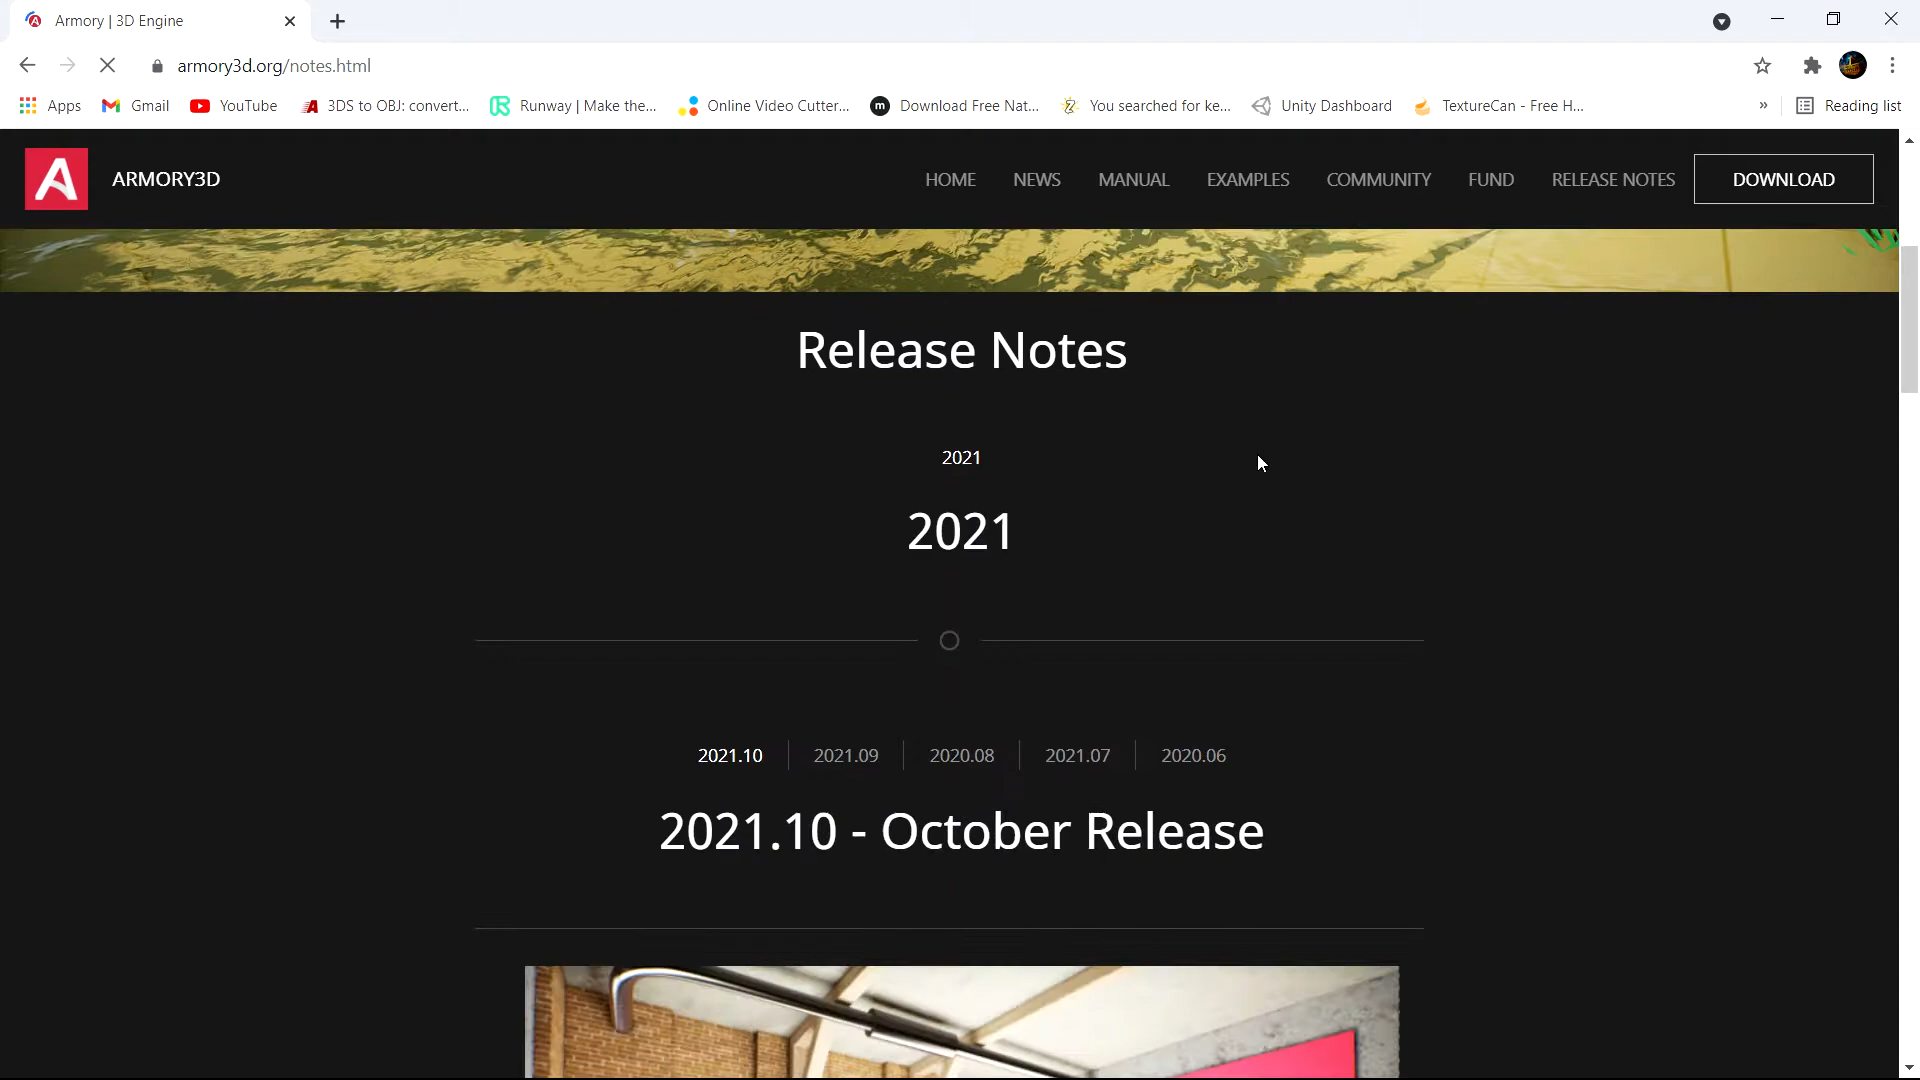 Armory | 3D Engine
armory3d.org/notes.html
Apps Gmail YouTube 3DS to OBJ: convert... Runway | Make the... Online Video Cutter... Download Free Nat... You searched for ke... Unity Dashboard TextureCan - Free H... » Reading list
ARMORY3D HOME NEWS MANUAL EXAMPLES COMMUNITY FUND RELEASE NOTES DOWNLOAD
Release Notes
2021
2021
2021.10 2021.09 2020.08 2021.07 2020.06
2021.10 - October Release